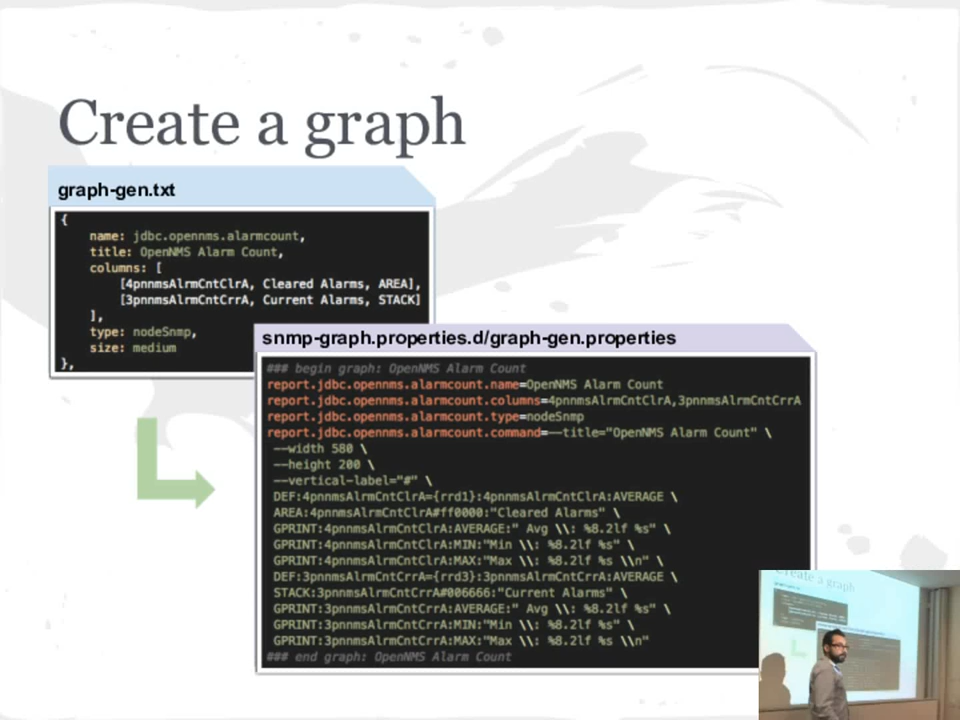 Create a graph
graph-gen.txt
{
name: jdbc.opennms.alarmcount,
title: OpenNMS Alarm Count,
columns: [
[4pnnmsAlrmCntClrA, Cleared Alarms, AREA],
[3pnnmsAlrmCntCrrA, Current Alarms, STACK]
],
type: nodeSnmp,
size: medium
},
snmp-graph.properties.d/graph-gen.properties
### begin graph: OpenNMS Alarm Count
report.jdbc.opennms.alarmcount.name=OpenNMS Alarm Count
report.jdbc.opennms.alarmcount.columns=4pnnmsAlrmCntClrA,3pnnmsAlrmCntCrrA
report.jdbc.opennms.alarmcount.type=nodeSnmp
report.jdbc.opennms.alarmcount.command=--title="OpenNMS Alarm Count" \
--width 580 \
--height 200 \
--vertical-label="#" \
DEF:4pnnmsAlrmCntClrA={rrd1}:4pnnmsAlrmCntClrA:AVERAGE \
AREA:4pnnmsAlrmCntClrA#ff0000:"Cleared Alarms" \
GPRINT:4pnnmsAlrmCntClrA:AVERAGE:" Avg \\: %8.2lf %s" \
GPRINT:4pnnmsAlrmCntClrA:MIN:"Min \\: %8.2lf %s" \
GPRINT:4pnnmsAlrmCntClrA:MAX:"Max \\: %8.2lf %s \\n" \
DEF:3pnnmsAlrmCntCrrA={rrd3}:3pnnmsAlrmCntCrrA:AVERAGE \
STACK:3pnnmsAlrmCntCrrA#006666:"Current Alarms" \
GPRINT:3pnnmsAlrmCntCrrA:AVERAGE:" Avg \\: %8.2lf %s" \
GPRINT:3pnnmsAlrmCntCrrA:MIN:"Min \\: %8.2lf %s" \
GPRINT:3pnnmsAlrmCntCrrA:MAX:"Max \\: %8.2lf %s \\n"
### end graph: OpenNMS Alarm Count
Create a graph